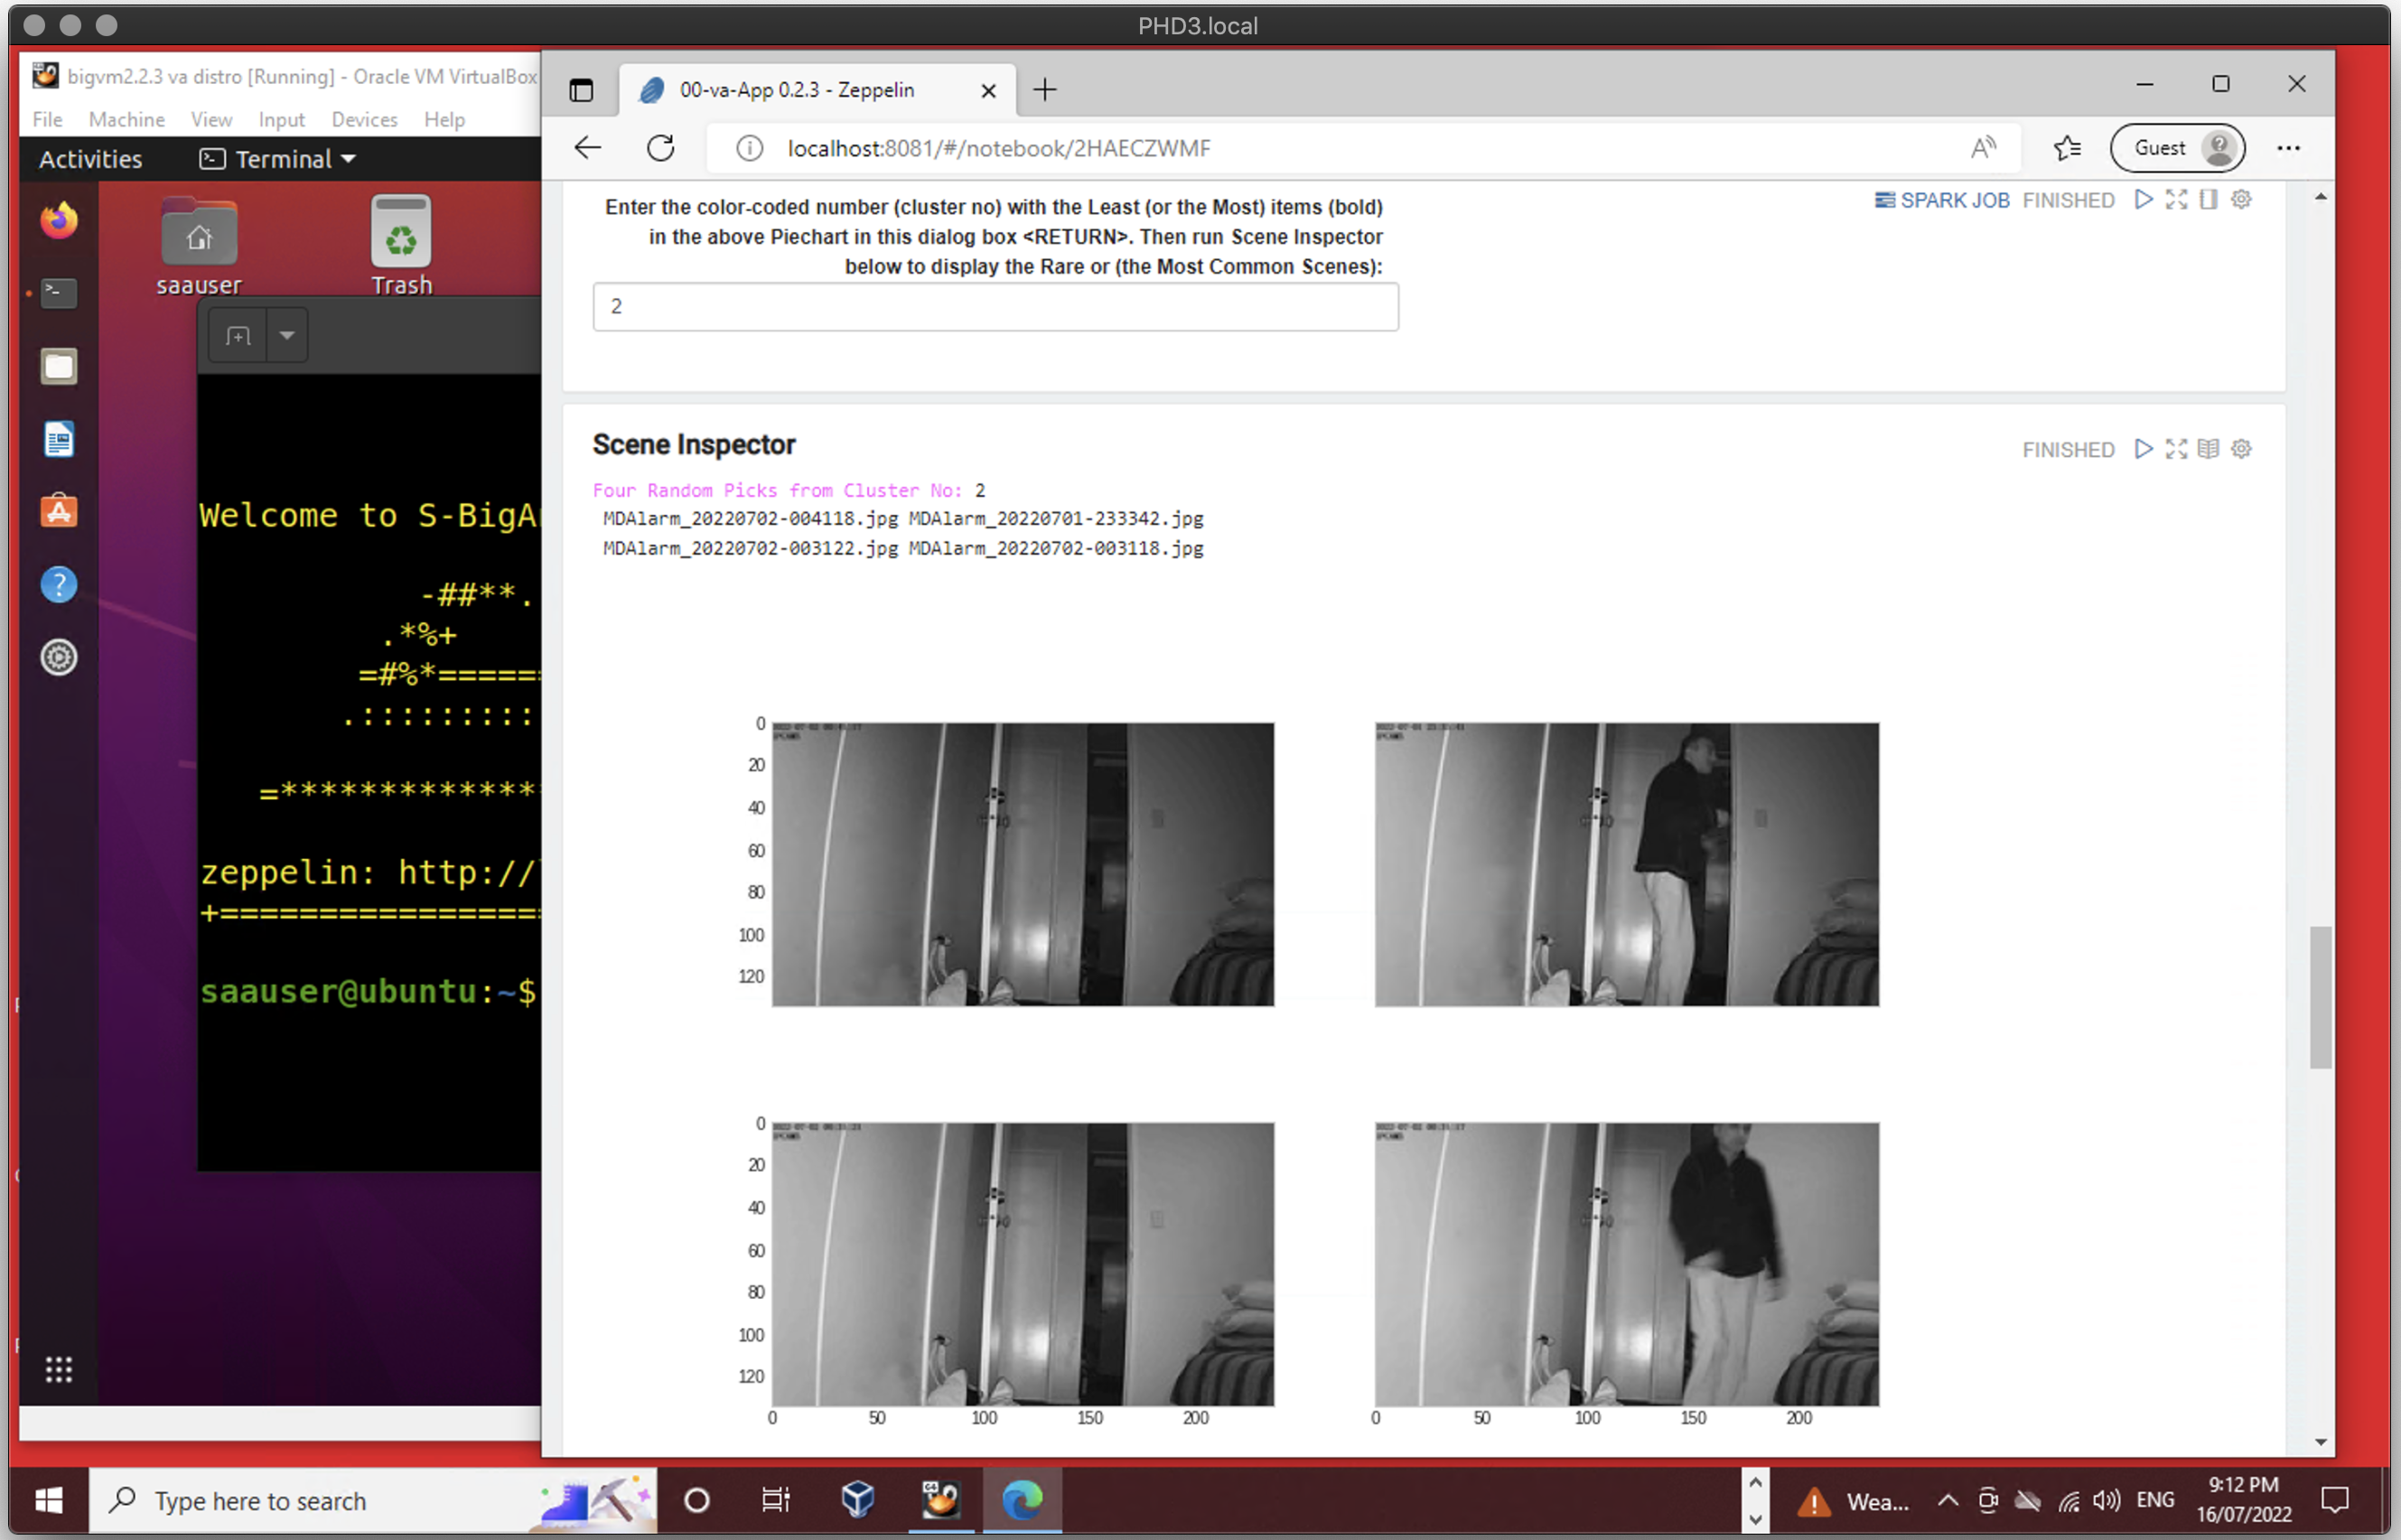 PHD3.local
bigvm2.2.3 va distro [Running] - Oracle VM VirtualBox
File Machine View Input Devices Help
Activities Terminal
saauser Trash
Welcome to S-BigA
-##**.
.*%+
=#%*======
.:::::::::
=**************
zeppelin: http://
+================
saauser@ubuntu:~$
00-va-App 0.2.3 - Zeppelin
localhost:8081/#/notebook/2HAECZWMF
Guest
SPARK JOB FINISHED
Enter the color-coded number (cluster no) with the Least (or the Most) items (bold)
in the above Piechart in this dialog box <RETURN>. Then run Scene Inspector
below to display the Rare or (the Most Common Scenes):
2
Scene Inspector
FINISHED
Four Random Picks from Cluster No: 2
MDAlarm_20220702-004118.jpg MDAlarm_20220701-233342.jpg
MDAlarm_20220702-003122.jpg MDAlarm_20220702-003118.jpg
0
20
40
60
80
100
120
0
20
40
60
80
100
120
0 50 100 150 200
0 50 100 150 200
Type here to search
Wea...
ENG
9:12 PM
16/07/2022